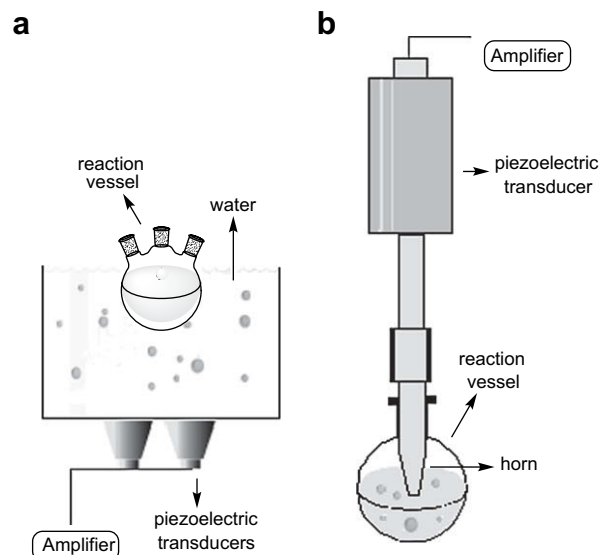 a
reaction
vessel
water
Amplifier
piezoelectric
transducers
b
Amplifier
piezoelectric
transducer
reaction
vessel
horn